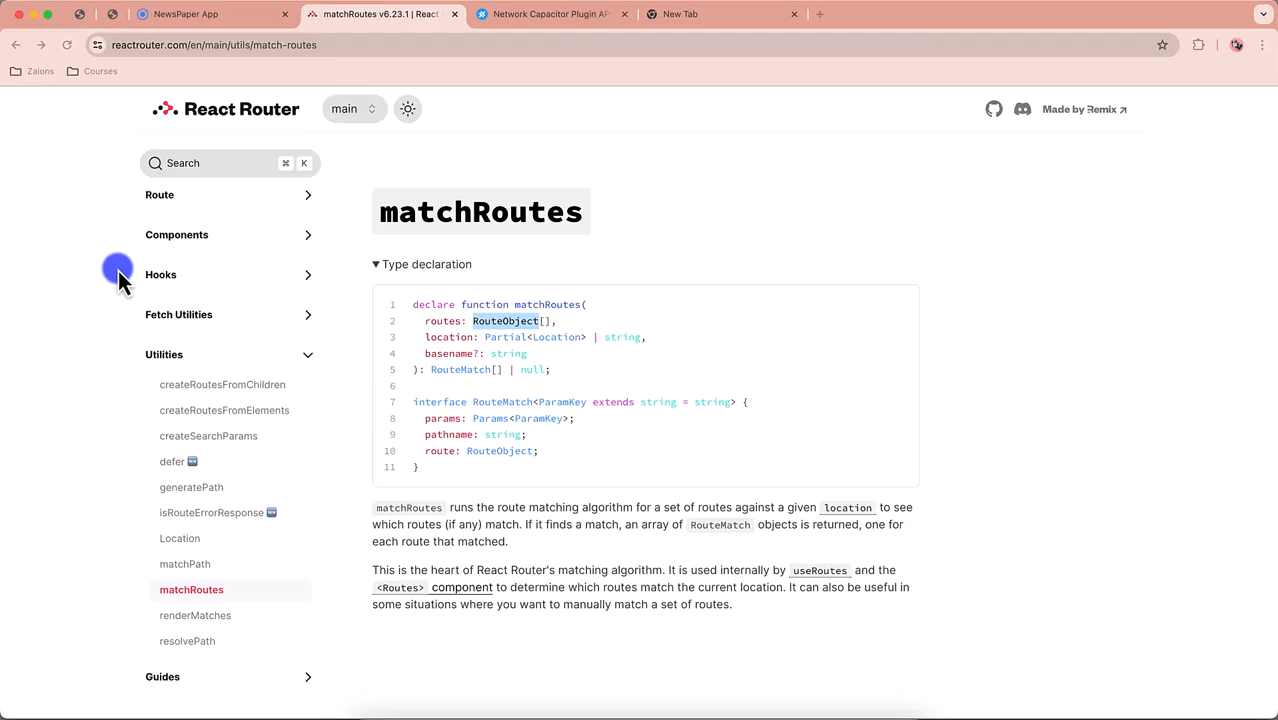 NewsPaper App
matchRoutes v6.23.1 | React
Network Capacitor Plugin API
New Tab
reactrouter.com/en/main/utils/match-routes
Zaions
Courses
React Router
main
Made by Remix ↗
Search
⌘ K
Route
Components
Hooks
Fetch Utilities
Utilities
createRoutesFromChildren
createRoutesFromElements
createSearchParams
defer 🆕
generatePath
isRouteErrorResponse 🆕
Location
matchPath
matchRoutes
renderMatches
resolvePath
Guides
matchRoutes
▼ Type declaration
1 declare function matchRoutes(
2 routes: RouteObject[],
3 location: Partial<Location> | string,
4 basename?: string
5 ): RouteMatch[] | null;
6
7 interface RouteMatch<ParamKey extends string = string> {
8 params: Params<ParamKey>;
9 pathname: string;
10 route: RouteObject;
11 }
matchRoutes runs the route matching algorithm for a set of routes against a given location to see
which routes (if any) match. If it finds a match, an array of RouteMatch objects is returned, one for
each route that matched.
This is the heart of React Router's matching algorithm. It is used internally by useRoutes and the
<Routes> component to determine which routes match the current location. It can also be useful in
some situations where you want to manually match a set of routes.